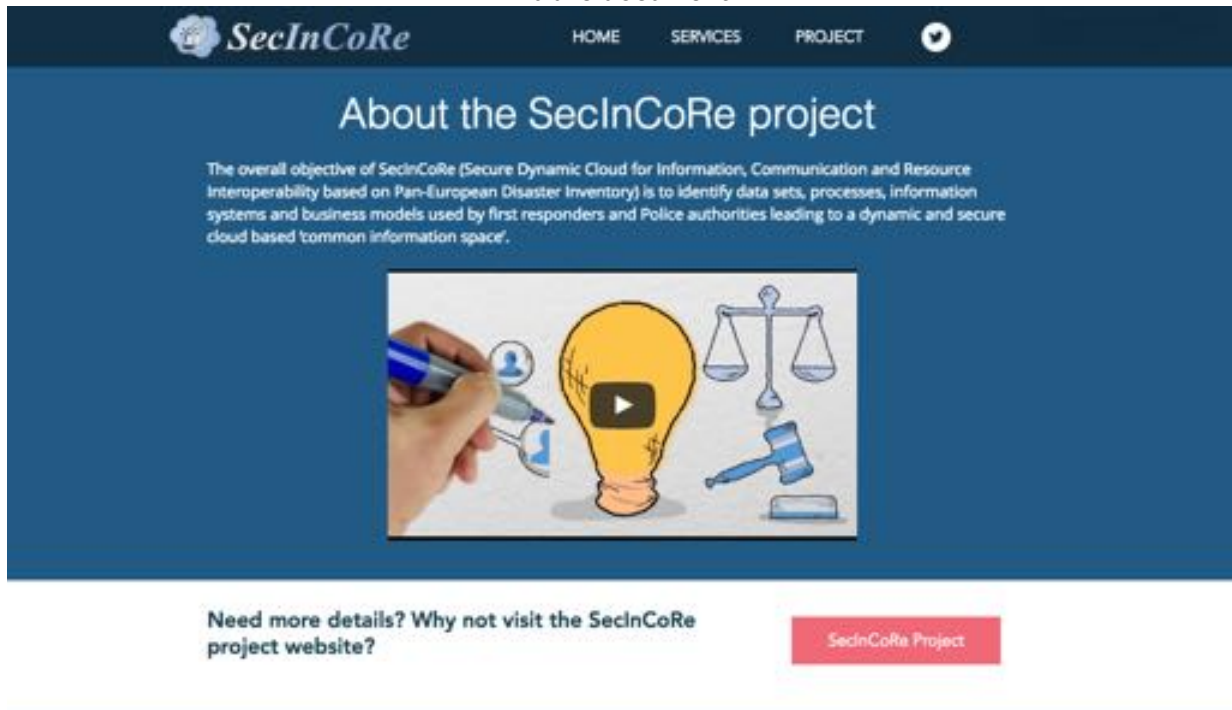 SecInCoRe
HOME SERVICES PROJECT
About the SecInCoRe project
The overall objective of SecInCoRe (Secure Dynamic Cloud for Information, Communication and Resource
Interoperability based on Pan-European Disaster Inventory) is to identify data sets, processes, information
systems and business models used by first responders and Police authorities leading to a dynamic and secure
cloud based 'common information space'.
Need more details? Why not visit the SecInCoRe
project website?
SecInCoRe Project